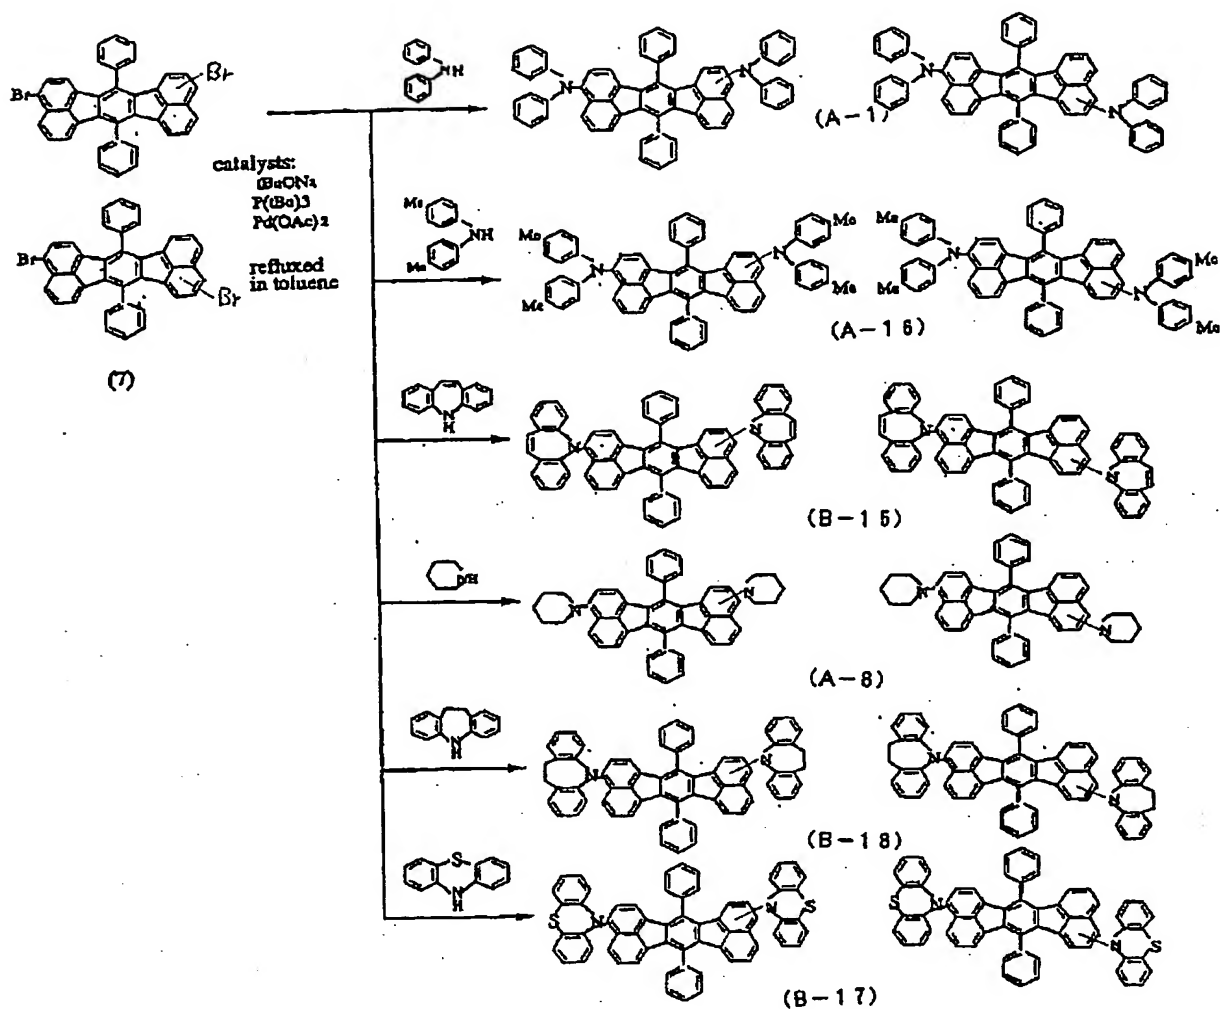 Br
Br
catalysts:
tBuONa
P(tBu)3
Pd(OAc)2
Br
Br
refluxed
in toluene
(7)
NH
N
N
N
N
(A-1)
Me
NH
Me
Me
N
Me
N
Me
Me
Me
N
Me
N
Me
Me
(A-16)
N
H
N
N
N
N
(B-15)
NH
N
N
N
N
(A-8)
N
H
N
N
N
N
(B-18)
S
N
H
S
N
N
S
S
N
N
S
(B-17)